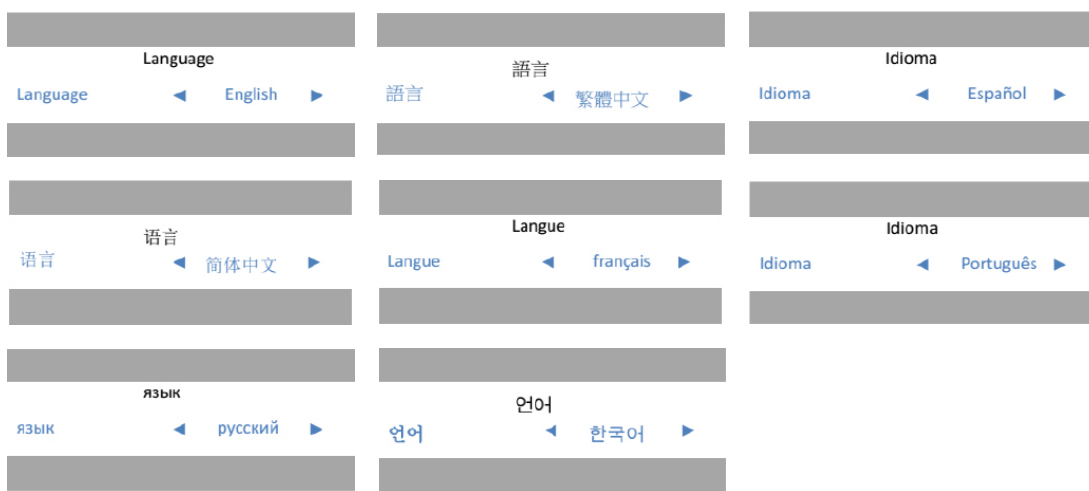 Language
Language ◄ English ►
語言
語言 ◄ 繁體中文 ►
Idioma
Idioma ◄ Español ►
语言
语言 ◄ 简体中文 ►
Langue
Langue ◄ français ►
Idioma
Idioma ◄ Português ►
язык
язык ◄ русский ►
언어
언어 ◄ 한국어 ►